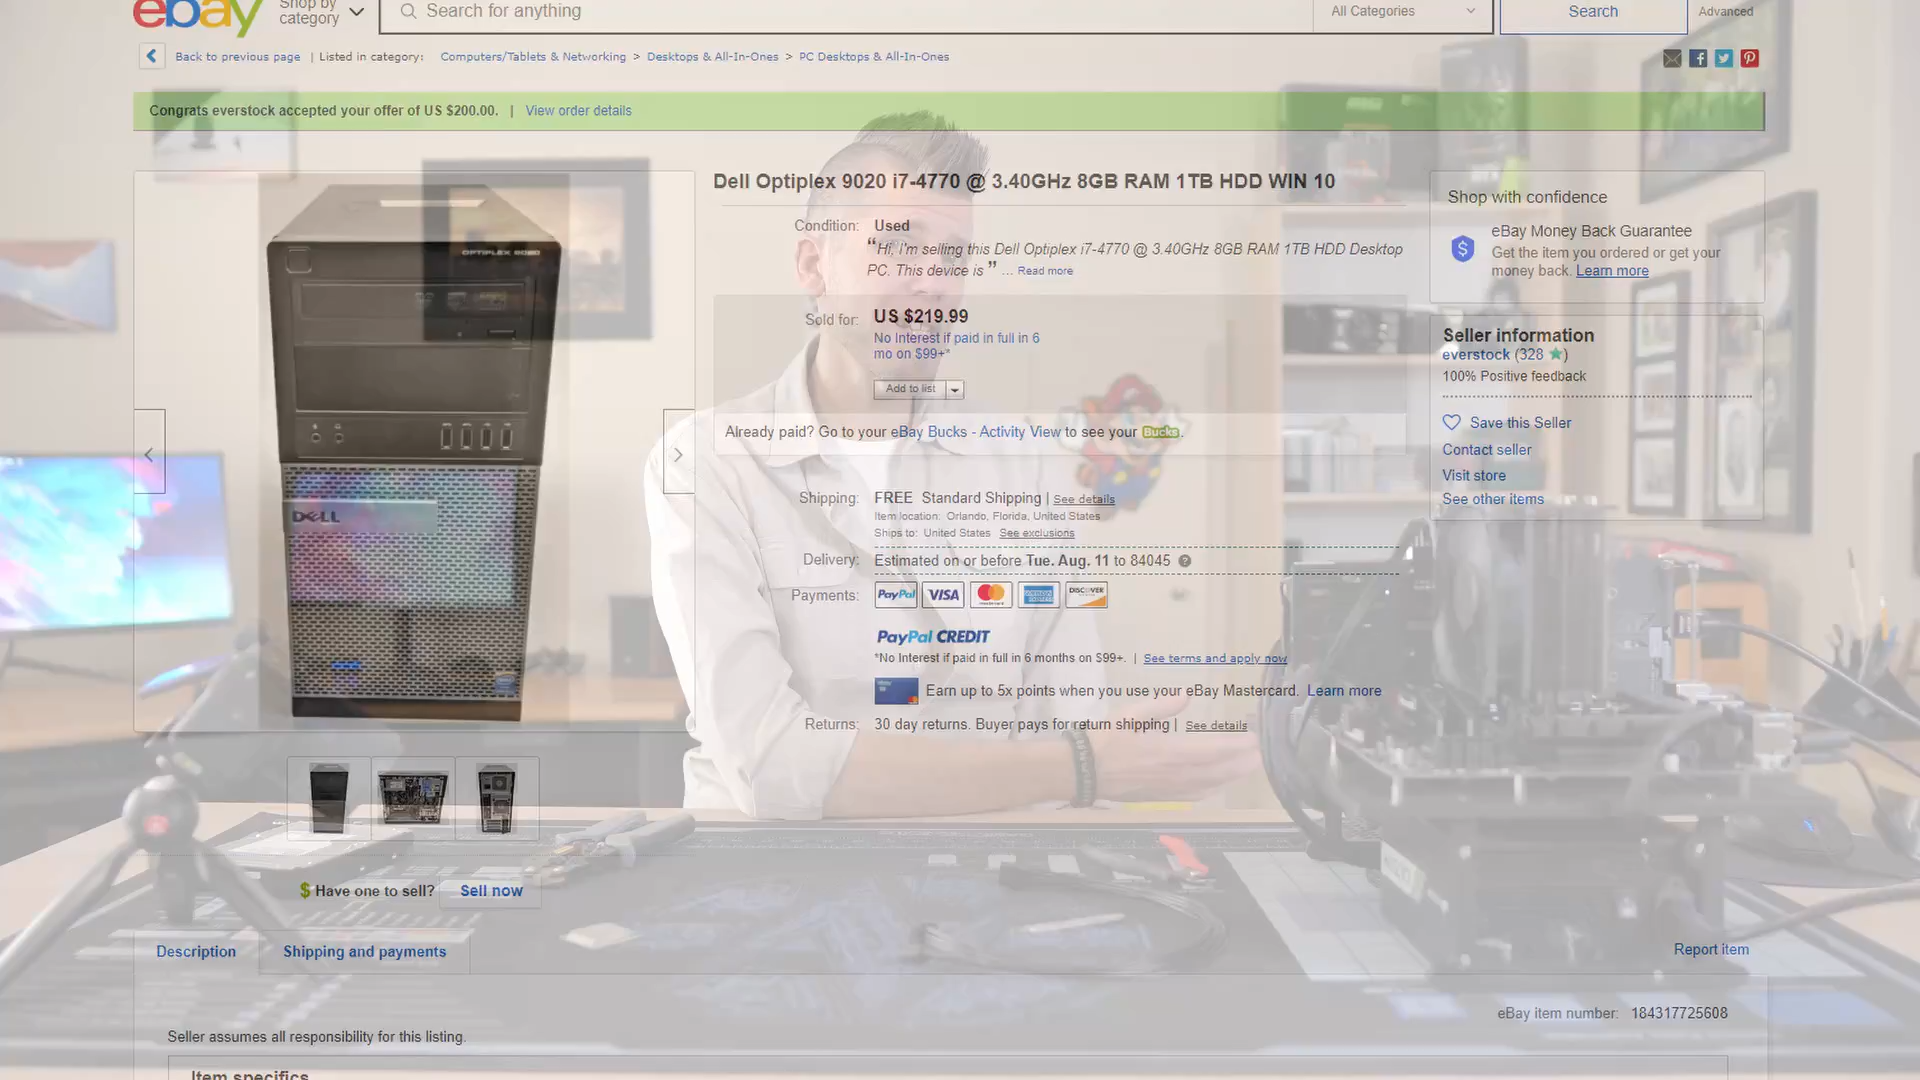 ebay
Shop by
category
Search for anything
All Categories
Search
Advanced
Back to previous page | Listed in category: Computers/Tablets & Networking > Desktops & All-In-Ones > PC Desktops & All-In-Ones
Congrats everstock accepted your offer of US $200.00. | View order details
OPTIPLEX 9020
DELL
Dell Optiplex 9020 i7-4770 @ 3.40GHz 8GB RAM 1TB HDD WIN 10
Condition: Used
“Hi, I'm selling this Dell Optiplex i7-4770 @ 3.40GHz 8GB RAM 1TB HDD Desktop
PC. This device is ” ... Read more
Sold for: US $219.99
No Interest if paid in full in 6
mo on $99+*
Add to list
Already paid? Go to your eBay Bucks - Activity View to see your Bucks.
Shipping: FREE Standard Shipping | See details
Item location: Orlando, Florida, United States
Ships to: United States See exclusions
Delivery: Estimated on or before Tue. Aug. 11 to 84045
Payments: PayPal VISA mastercard AMERICAN EXPRESS DISCOVER
PayPal CREDIT
*No Interest if paid in full in 6 months on $99+. | See terms and apply now
Earn up to 5x points when you use your eBay Mastercard. Learn more
Returns: 30 day returns. Buyer pays for return shipping | See details
Shop with confidence
eBay Money Back Guarantee
Get the item you ordered or get your
money back. Learn more
Seller information
everstock (328 ★)
100% Positive feedback
Save this Seller
Contact seller
Visit store
See other items
$ Have one to sell? Sell now
Description
Shipping and payments
Report item
eBay item number: 184317725608
Seller assumes all responsibility for this listing.
Item specifics